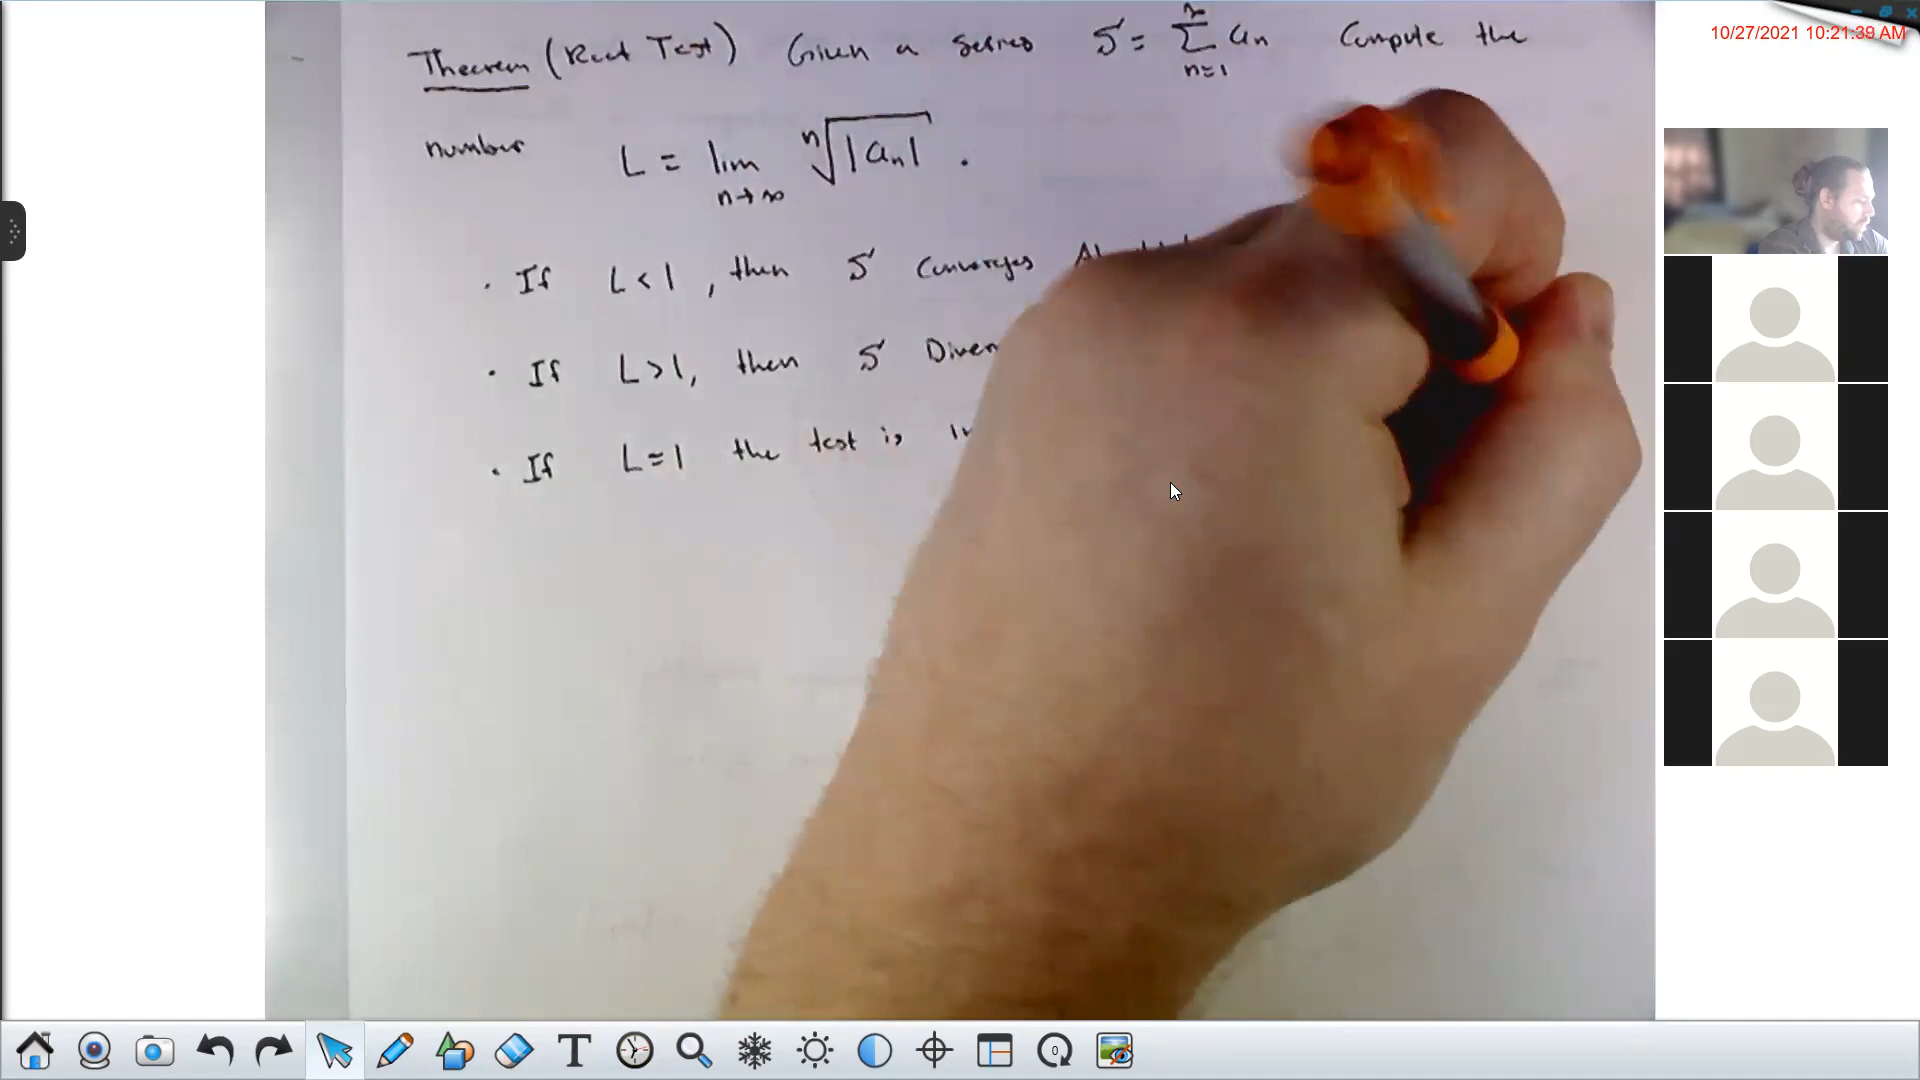 10/27/2021 10:21:39 AM
Theorem (Root Test) Given a series S = ∑_{n=1}^{∞} a_n Compute the
number L = lim_{n→∞} ⁿ√|a_n| .
· If L < 1 , then S Converges
· If L > 1, then S
· If L = 1 the test is
T
0